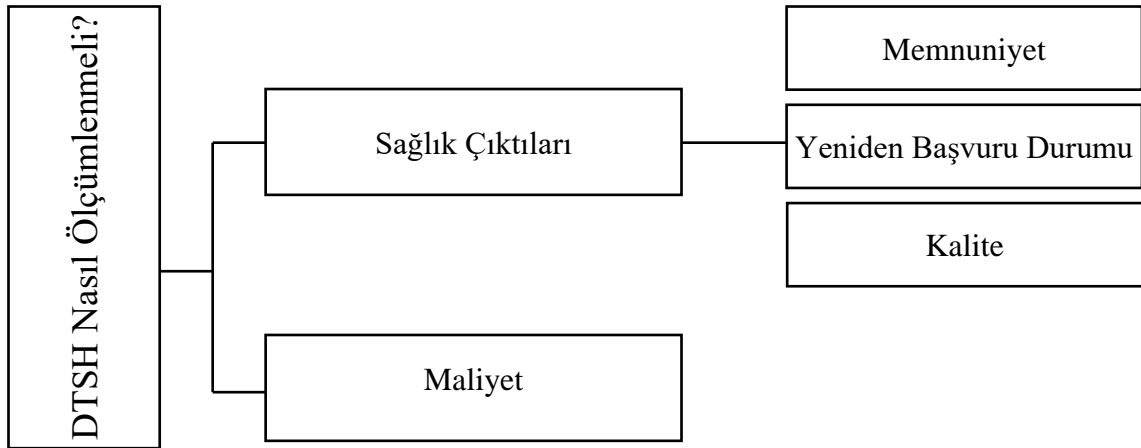 DTSH Nasıl Ölçümlenmeli?
Sağlık Çıktıları
Maliyet
Memnuniyet
Yeniden Başvuru Durumu
Kalite